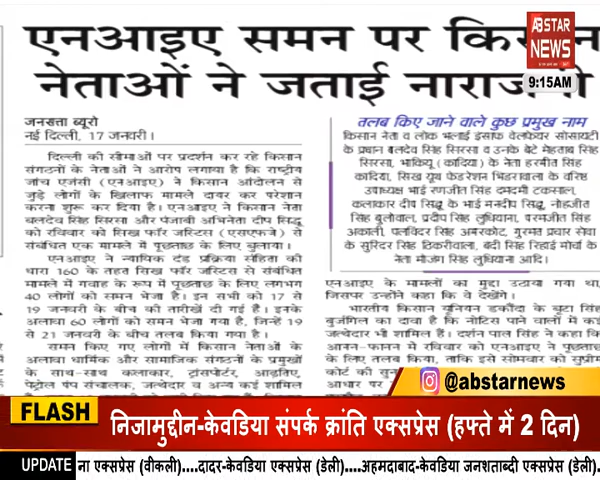 एनआइए समन पर किसान
नेताओं ने जताई नाराजगी
ABSTAR
NEWS
9:15AM
जनसत्ता ब्यूरो
नई दिल्ली, 17 जनवरी।
दिल्ली की सीमाओं पर प्रदर्शन कर रहे किसान
संगठनों के नेताओं ने आरोप लगाया है कि राष्ट्रीय
जांच एजंसी (एनआइए) ने किसान आंदोलन से
जुड़े लोगों के खिलाफ मामले दायर कर परेशान
करना शुरू कर दिया है। एनआइए ने किसान नेता
बलदेव सिंह सिरसा और पंजाबी अभिनेता दीप सिद्धू
को रविवार को सिख फॉर जस्टिस (एसएफजे) से
संबंधित एक मामले में पूछताछ के लिए बुलाया।
एनआइए ने न्यायिक दंड प्रक्रिया संहिता की
धारा 160 के तहत सिख फॉर जस्टिस से संबंधित
मामले में गवाह के रूप में पूछताछ के लिए लगभग
40 लोगों को समन भेजा है। इन सभी को 17 से
19 जनवरी के बीच की तारीखें दी गई हैं। इनके
अलावा 60 लोगों को समन भेजा गया है, जिन्हें 19
से 21 जनवरी के बीच तलब किया गया है।
समन किए गए लोगों में किसान नेताओं के
अलावा धार्मिक और सामाजिक संगठनों के प्रमुखों
के साथ-साथ कलाकार, ट्रांसपोर्टर, आढ़तिए,
पेट्रोल पंप संचालक, जत्थेदार व अन्य कई शामिल
तलब किए जाने वाले कुछ प्रमुख नाम
किसान नेता व लोक भलाई इंसाफ वेलफेयर सोसायटी
के प्रधान बलदेव सिंह सिरसा व उनके बेटे मेहताब सिंह
सिरसा, भाकियू (कादिया) के नेता हरमीत सिंह
कादिया, सिख यूथ फेडरेशन भिंडरावाला के वरिष्ठ
उपाध्यक्ष भाई रणजीत सिंह दमदमी टकसाल,
कलाकार दीप सिद्धू के भाई मनदीप सिद्धू, नोहजीत
सिंह बुलोवाल, प्रदीप सिंह लुधियाना, परमजीत सिंह
अकाली, पलविंदर सिंह अमरकोट, गुरमत प्रचार सेवा
के सुरिंदर सिंह ठिकरीवाला, बंदी सिंह रिहाई मोर्चा के
नेता मौजंग सिंह लुधियाना आदि।
एनआइए के मामलों का मुद्दा उठाया गया था,
जिसपर उन्होंने कहा कि वे देखेंगे।
भारतीय किसान यूनियन डकौंदा के बूटा सिंह
बुर्जगिल का दावा है कि नोटिस पाने वालों में कई
जत्थेदार भी शामिल हैं। दर्शन पाल सिंह ने कहा कि
आनन-फानन में रविवार को एनआइए ने पूछताछ
के लिए तलब किया, ताकि इसे सोमवार को सुप्रीम
कोर्ट की
आधार पर
@abstarnews
FLASH
निजामुद्दीन-केवडिया संपर्क क्रांति एक्सप्रेस (हफ्ते में 2 दिन)
UPDATE
ना एक्सप्रेस (वीकली)....दादर-केवडिया एक्सप्रेस (डेली)....अहमदाबाद-केवडिया जनशताब्दी एक्सप्रेस (डेली).